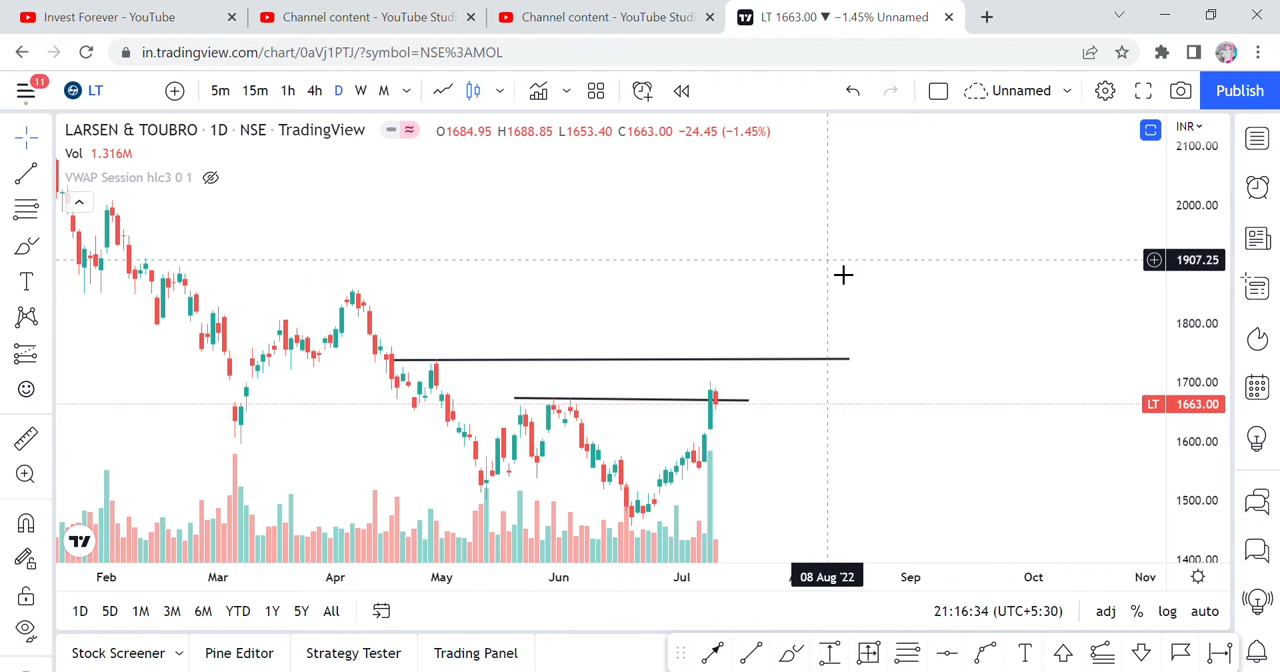 Invest Forever - YouTube
Channel content - YouTube Studi
Channel content - YouTube Studi
LT 1663.00 ▼ −1.45% Unnamed
in.tradingview.com/chart/0aVj1PTJ/?symbol=NSE%3AMOL
11
LT
5m 15m 1h 4h D W M
Unnamed
Publish
LARSEN & TOUBRO · 1D · NSE · TradingView
O1684.95 H1688.85 L1653.40 C1663.00 −24.45 (−1.45%)
INR
Vol 1.316M
VWAP Session hlc3 0 1
2100.00
2000.00
1907.25
1800.00
1700.00
LT 1663.00
1600.00
1500.00
1400.00
Feb Mar Apr May Jun Jul 08 Aug '22 Sep Oct Nov
1D 5D 1M 3M 6M YTD 1Y 5Y All
21:16:34 (UTC+5:30)
adj % log auto
Stock Screener
Pine Editor
Strategy Tester
Trading Panel